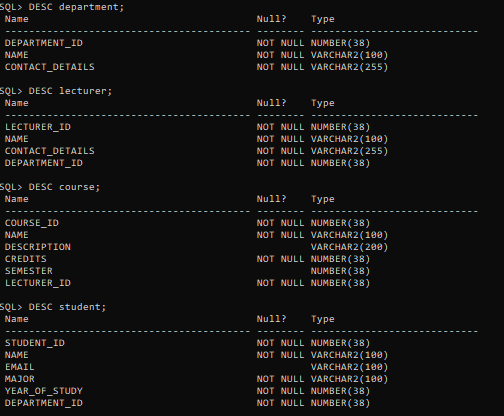 SQL> DESC department;
Name Null? Type
----------------------------------------- -------- ----------------------------
DEPARTMENT_ID NOT NULL NUMBER(38)
NAME NOT NULL VARCHAR2(100)
CONTACT_DETAILS NOT NULL VARCHAR2(255)
SQL> DESC lecturer;
Name Null? Type
----------------------------------------- -------- ----------------------------
LECTURER_ID NOT NULL NUMBER(38)
NAME NOT NULL VARCHAR2(100)
CONTACT_DETAILS NOT NULL VARCHAR2(255)
DEPARTMENT_ID NOT NULL NUMBER(38)
SQL> DESC course;
Name Null? Type
----------------------------------------- -------- ----------------------------
COURSE_ID NOT NULL NUMBER(38)
NAME NOT NULL VARCHAR2(100)
DESCRIPTION VARCHAR2(200)
CREDITS NOT NULL NUMBER(38)
SEMESTER NUMBER(38)
LECTURER_ID NOT NULL NUMBER(38)
SQL> DESC student;
Name Null? Type
----------------------------------------- -------- ----------------------------
STUDENT_ID NOT NULL NUMBER(38)
NAME NOT NULL VARCHAR2(100)
EMAIL VARCHAR2(100)
MAJOR NOT NULL VARCHAR2(100)
YEAR_OF_STUDY NOT NULL NUMBER(38)
DEPARTMENT_ID NOT NULL NUMBER(38)